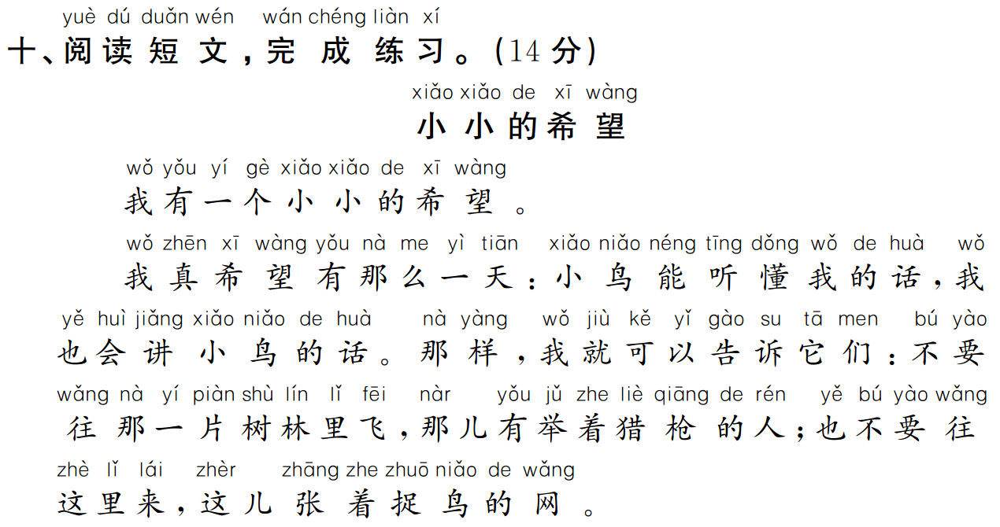 yuè dú duǎn wén wán chéng liàn xí
十、阅读短文,完成练习。(14分)
xiǎo xiǎo de xī wàng
小小的希望
wǒ yǒu yí gè xiǎo xiǎo de xī wàng
我有一个小小的希望。
wǒ zhēn xī wàng yǒu nà me yì tiān xiǎo niǎo néng tīng dǒng wǒ de huà wǒ
我真希望有那么一天:小鸟能听懂我的话,我
yě huì jiǎng xiǎo niǎo de huà nà yàng wǒ jiù kě yǐ gào su tā men bú yào
也会讲小鸟的话。那样,我就可以告诉它们:不要
wǎng nà yí piàn shù lín lǐ fēi nàr yǒu jǔ zhe liè qiāng de rén yě bú yào wǎng
往那一片树林里飞,那儿有举着猎枪的人;也不要往
zhè lǐ lái zhèr zhāng zhe zhuō niǎo de wǎng
这里来,这儿张着捉鸟的网。